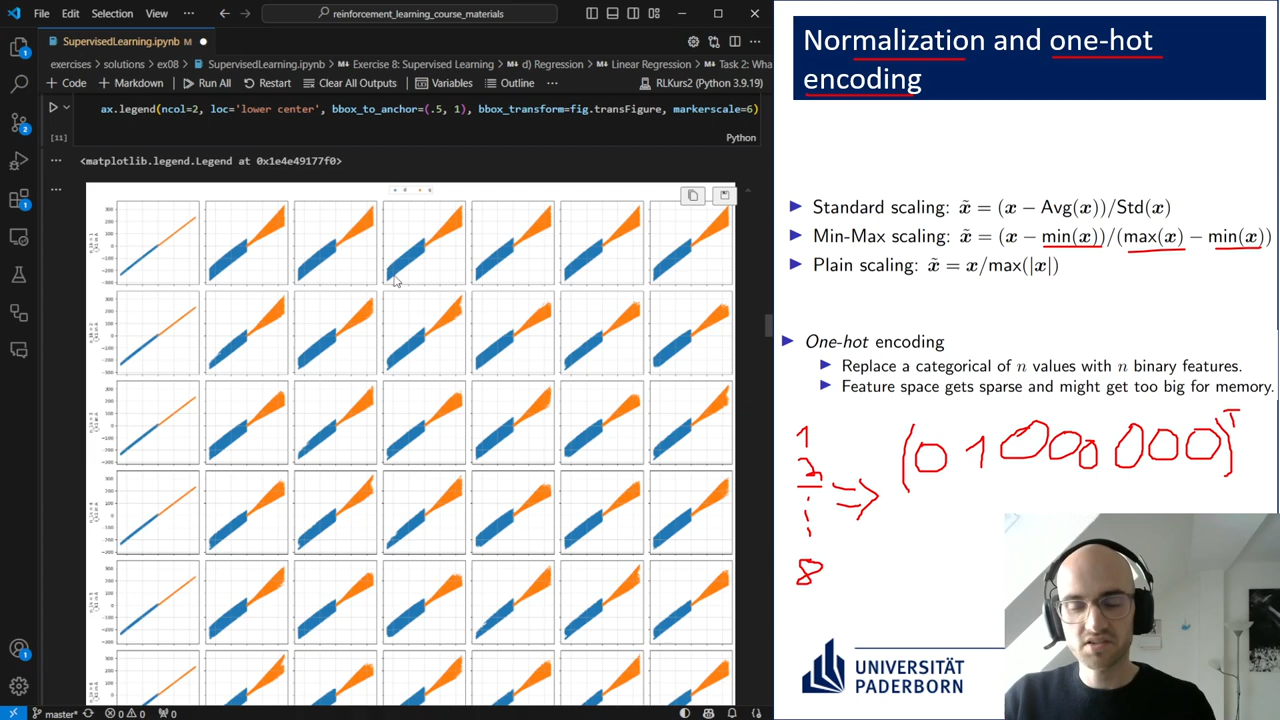 File Edit Selection View ···
reinforcement_learning_course_materials
SupervisedLearning.ipynb M
exercises > solutions > ex08 > SupervisedLearning.ipynb > Exercise 8: Supervised Learning > d) Regression > Linear Regression > Task 2: Wha
+ Code + Markdown Run All Restart Clear All Outputs Variables Outline ··· RLKurs2 (Python 3.9.19)
ax.legend(ncol=2, loc='lower center', bbox_to_anchor=(.5, 1), bbox_transform=fig.transFigure, markerscale=6)
[11]
Python
<matplotlib.legend.Legend at 0x1e4e49177f0>
d q
master* 0 0 0
Normalization and one-hot
encoding
Standard scaling: x̃ = (x − Avg(x))/Std(x)
Min-Max scaling: x̃ = (x − min(x))/(max(x) − min(x))
Plain scaling: x̃ = x/max(|x|)
One-hot encoding
Replace a categorical of n values with n binary features.
Feature space gets sparse and might get too big for memory.
1
2
⋮
8
(0 1 0 0 0 0 0 0)ᵀ
UNIVERSITÄT
PADERBORN